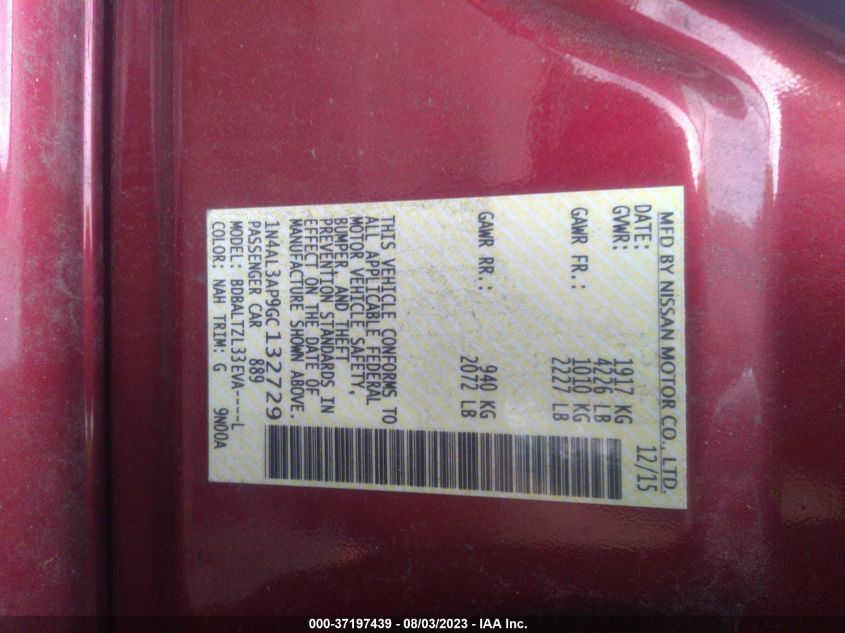 MFD BY NISSAN MOTOR CO., LTD.
DATE: 12/15
GVWR: 1917 KG
4226 LB
GAWR FR.: 1010 KG
2227 LB
GAWR RR.: 940 KG
2072 LB
THIS VEHICLE CONFORMS TO
ALL APPLICABLE FEDERAL
MOTOR VEHICLE SAFETY,
BUMPER, AND THEFT
PREVENTION STANDARDS IN
EFFECT ON THE DATE OF
MANUFACTURE SHOWN ABOVE.
1N4AL3AP9GC132729
PASSENGER CAR 889
MODEL: BDBALTZL33EVA----L
COLOR: NAH TRIM: G 9N00A
000-37197439 - 08/03/2023 - IAA Inc.